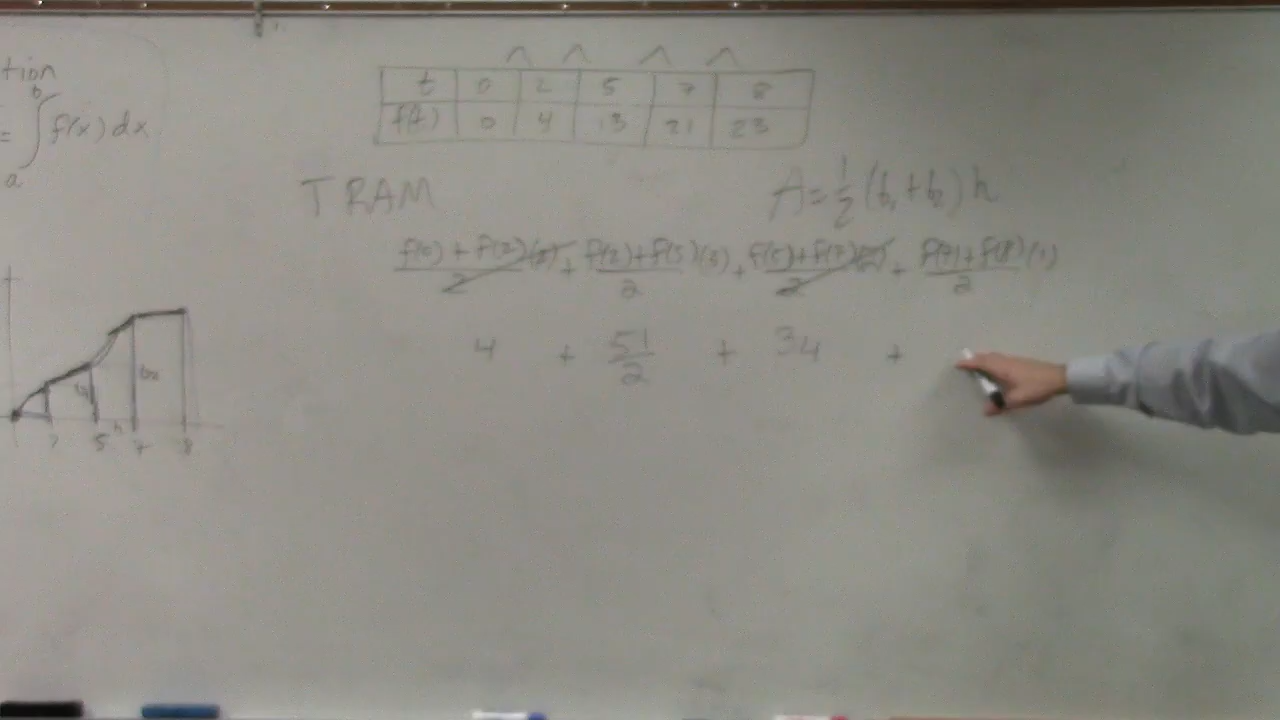 tion
= ∫ₐᵇ f(x) dx
t 0 2 5 7 8
f(t) 0 4 13 21 23
TRAM
A = 1/2 (b₁ + b₂) h
f(0) + f(2) (2) / 2 + f(2) + f(5) (3) / 2 + f(5) + f(7) (2) / 2 + f(7) + f(8) (1) / 2
4 + 51/2 + 34 +
b₂
h
2 5 7 8